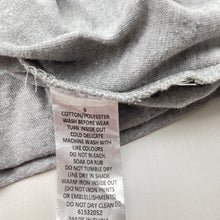 9
COTTON/POLYESTER
WASH BEFORE WEAR
TURN INSIDE OUT
COLD DELICATE
MACHINE WASH WITH
LIKE COLOURS
DO NOT BLEACH,
SOAK OR RUB
DO NOT TUMBLE DRY
LINE DRY IN SHADE
WARM IRON INSIDE OUT
(DO NOT IRON PRINTS
OR EMBELLISHMENTS)
DO NOT DRY CLEAN
61532052
MADE IN CHINA